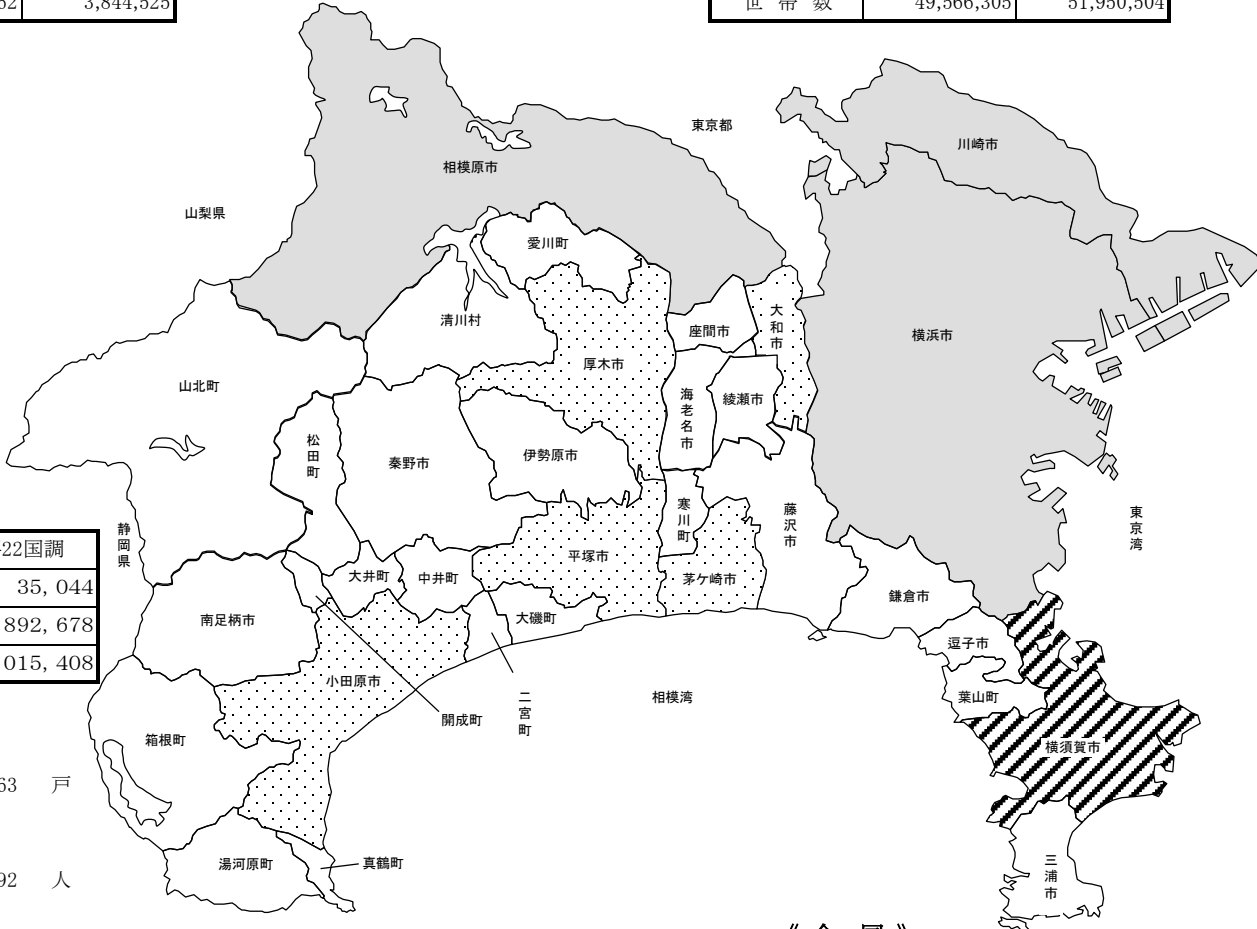 52 3,844,525
世 帯 数 49,566,305 51,950,504
東京都
川崎市
相模原市
山梨県
愛川町
清川村
座間市
大和市
横浜市
厚木市
山北町
海老名市
綾瀬市
松田町
秦野市
伊勢原市
寒川町
藤沢市
東京湾
静岡県
22国調
35, 044
892, 678
015, 408
平塚市
大井町
中井町
茅ケ崎市
鎌倉市
南足柄市
大磯町
逗子市
小田原市
二宮町
相模湾
葉山町
開成町
箱根町
横須賀市
63 戸
湯河原町
真鶴町
92 人
三浦市